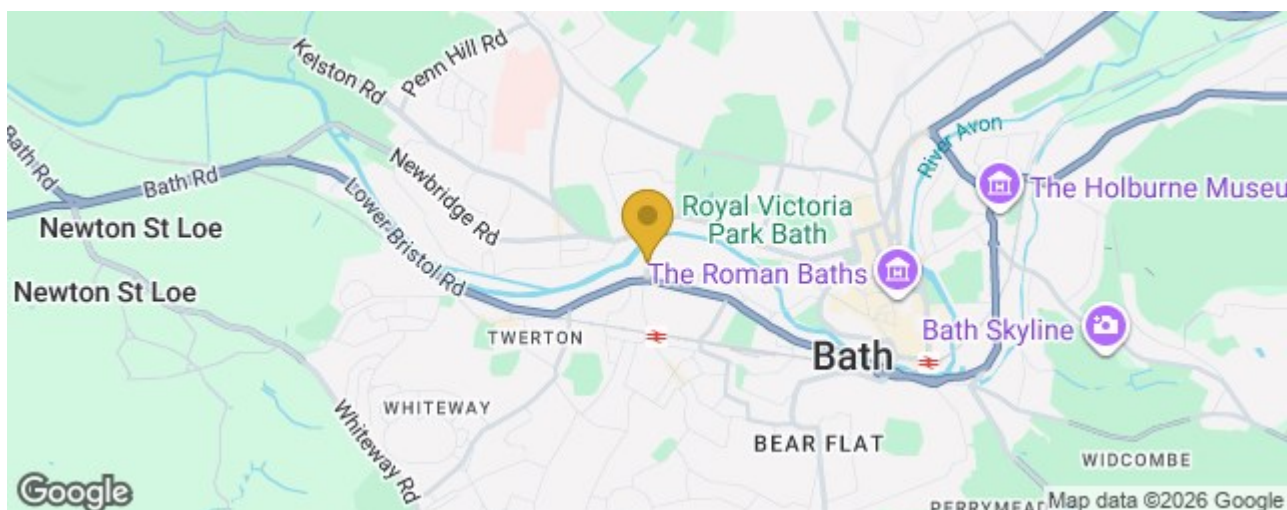 Kelston Rd
Penn Hill Rd
Bath Rd
Bath Rd
Newbridge Rd
Lower Bristol Rd
River Avon
The Holburne Museu
Royal Victoria
Park Bath
Newton St Loe
The Roman Baths
Newton St Loe
Bath Skyline
TWERTON
Bath
WHITEWAY
Whiteway Rd
BEAR FLAT
WIDCOMBE
Google
PERRYMEAD
Map data ©2026 Google